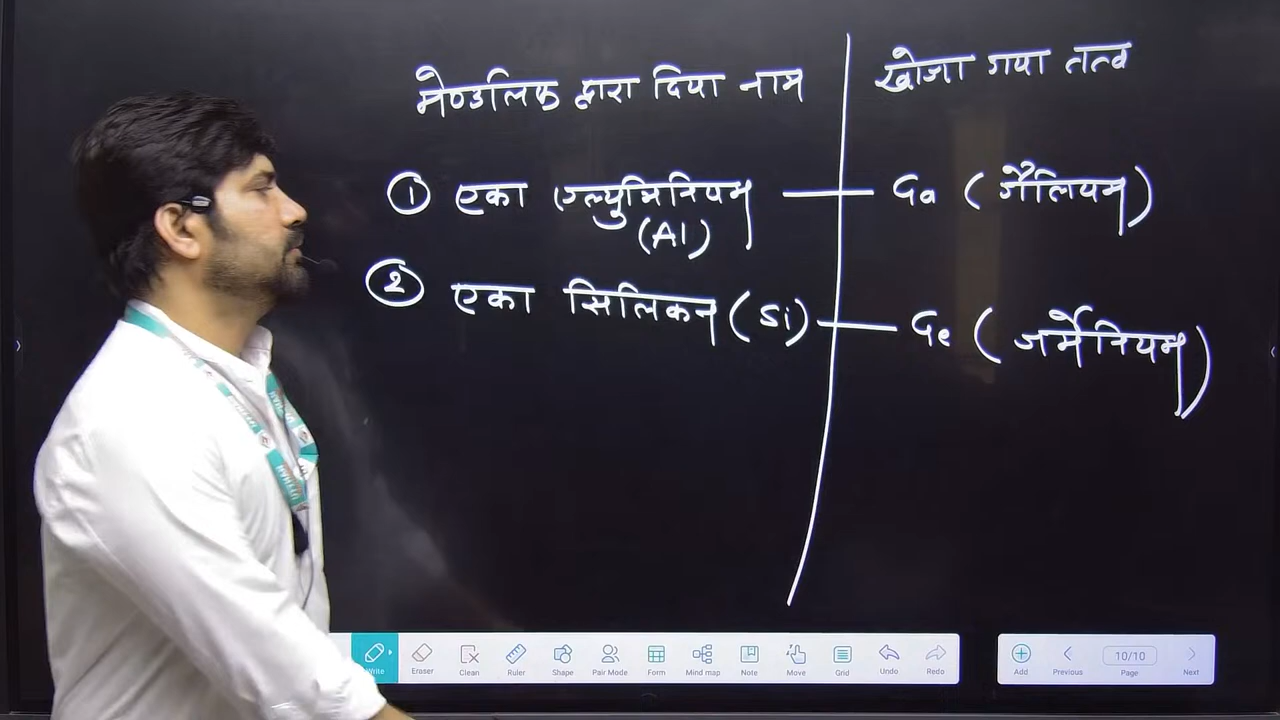 मेण्डलिफ द्वारा दिया नाम
खोजा गया तत्व
① एका एल्युमिनियम — Ga (गैलियम)
(Al)
② एका सिलिकन (Si) — Ge (जर्मेनियम)
Write
Eraser
Clean
Ruler
Shape
Pair Mode
Form
Mind map
Note
Move
Grid
Undo
Redo
Add
Previous
10/10
Page
Next